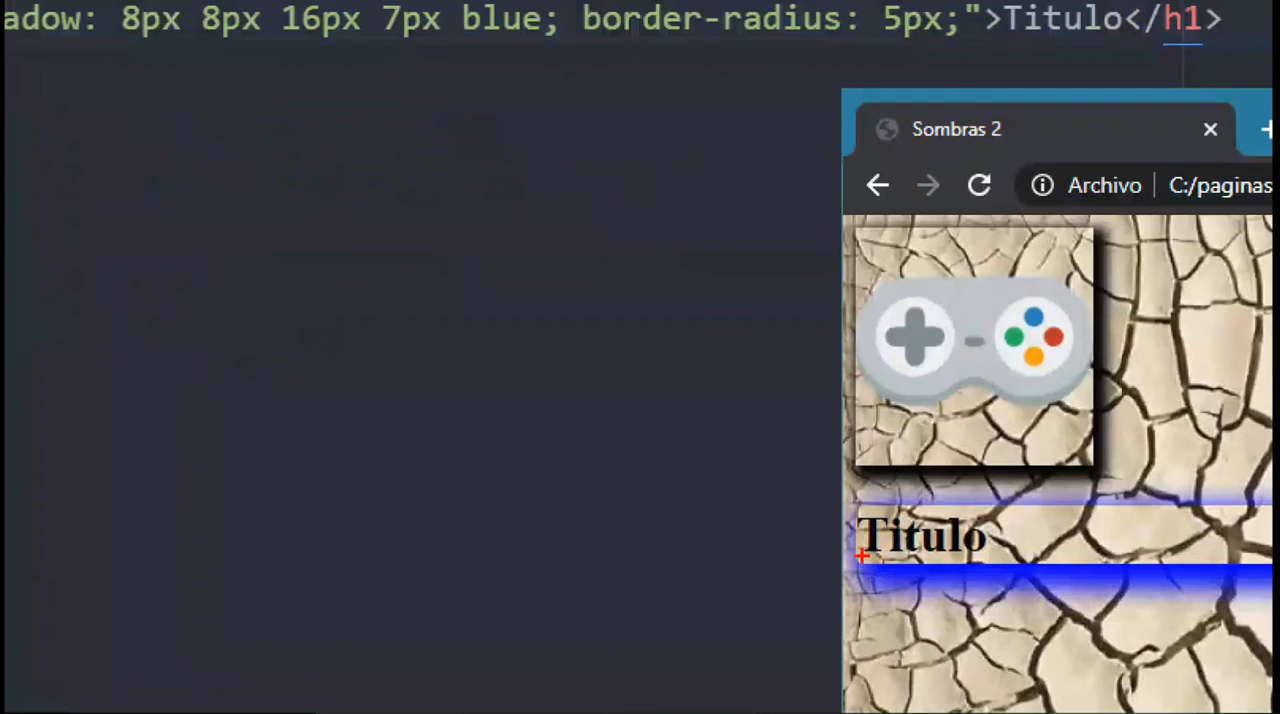 adow: 8px 8px 16px 7px blue; border-radius: 5px;">Titulo</h1>
Sombras 2
Archivo C:/paginas
Titulo